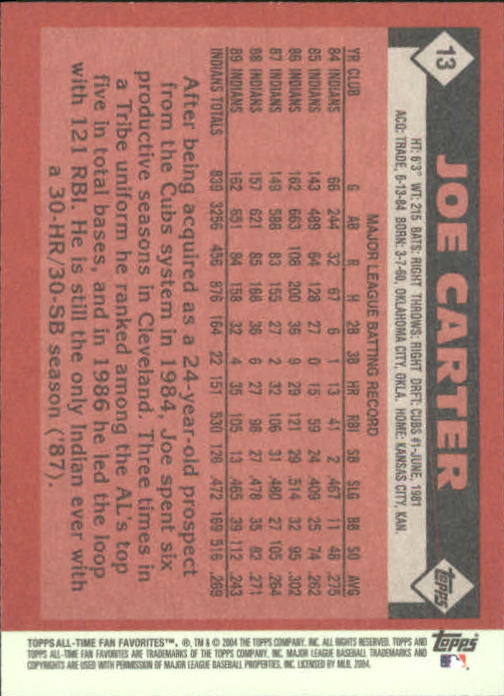 13
JOE CARTER
Topps
HT: 6'3" WT: 215 BATS: RIGHT THROWS: RIGHT DRFT: CUBS #1-JUNE, 1981
ACQ: TRADE, 6-13-84 BORN: 3-7-60, OKLAHOMA CITY, OKLA. HOME: KANSAS CITY, KAN.
MAJOR LEAGUE BATTING RECORD
YR CLUB G AB R H 2B 3B HR RBI SB SLG BB SO AVG
84 INDIANS 66 244 32 67 6 1 13 41 2 .467 11 48 .275
85 INDIANS 143 489 64 128 27 0 15 59 24 .409 25 74 .262
86 INDIANS 162 663 108 200 36 9 29 121 29 .514 32 95 .302
87 INDIANS 149 588 83 155 27 2 32 106 31 .480 27 105 .264
88 INDIANS 157 621 85 168 36 6 27 98 27 .478 35 82 .271
89 INDIANS 162 651 84 158 32 4 35 105 13 .465 39 112 .243
INDIANS TOTALS 839 3256 456 876 164 22 151 530 126 .472 169 516 .269
After being acquired as a 24-year-old prospect
from the Cubs system in 1984, Joe spent six
productive seasons in Cleveland. Three times in
a Tribe uniform he ranked among the AL's top
five in total bases, and in 1986 he led the loop
with 121 RBI. He is still the only Indian ever with
a 30-HR/30-SB season ('87).
TOPPS ALL-TIME FAN FAVORITES™. ®, TM & © 2004 THE TOPPS COMPANY, INC. ALL RIGHTS RESERVED. TOPPS AND
TOPPS ALL-TIME FAN FAVORITES ARE TRADEMARKS OF THE TOPPS COMPANY, INC. MAJOR LEAGUE BASEBALL TRADEMARKS AND
COPYRIGHTS ARE USED WITH PERMISSION OF MAJOR LEAGUE BASEBALL PROPERTIES, INC. LICENSED BY MLB, 2004.
Topps